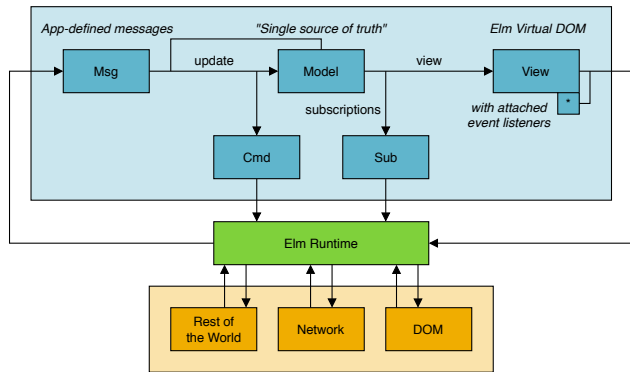 App-defined messages
"Single source of truth"
Elm Virtual DOM
Msg
update
Model
view
View
*
subscriptions
with attached
event listeners
Cmd
Sub
Elm Runtime
Rest of
the World
Network
DOM